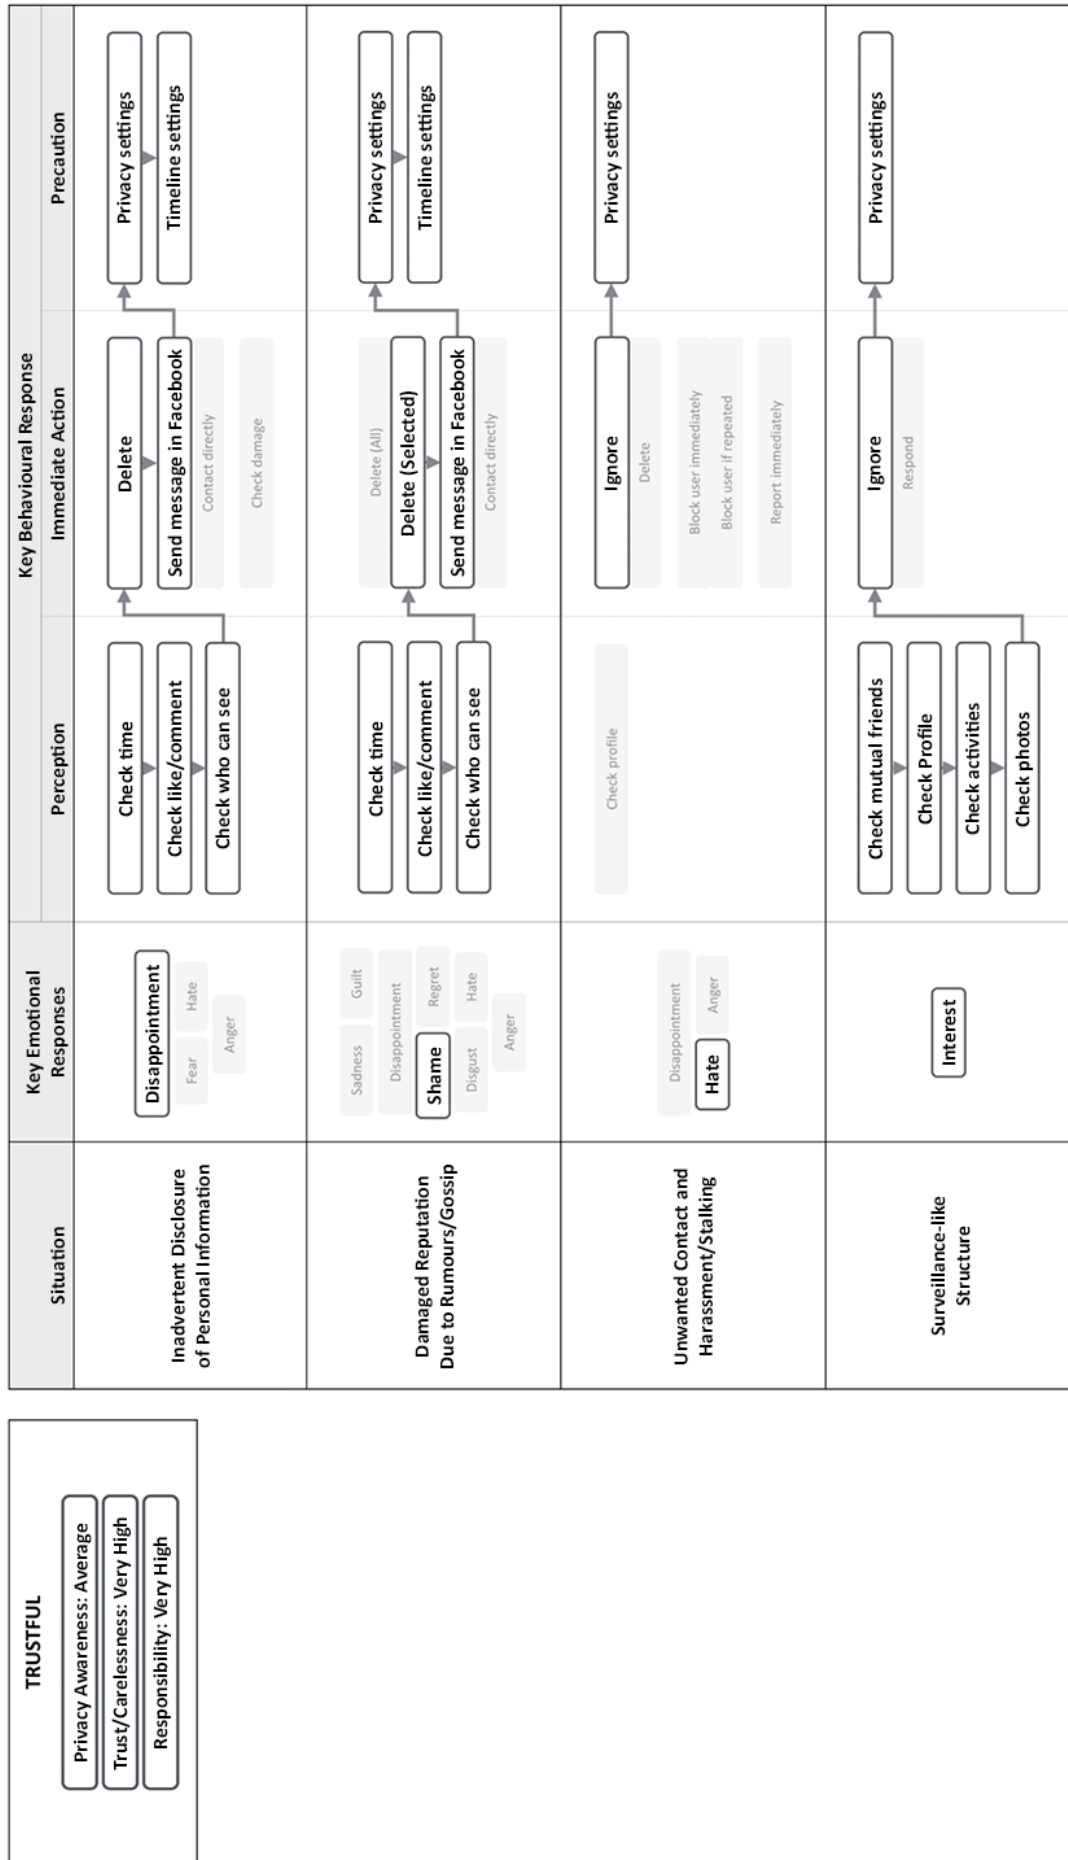 TRUSTFUL
Privacy Awareness: Average
Trust/Carelessness: Very High
Responsibility: Very High
Situation
Key Emotional
Responses
Key Behavioural Response
Perception
Immediate Action
Precaution
Inadvertent Disclosure
of Personal Information
Disappointment
Fear
Hate
Anger
Check time
Check like/comment
Check who can see
Delete
Send message in Facebook
Contact directly
Check damage
Privacy settings
Timeline settings
Damaged Reputation
Due to Rumours/Gossip
Sadness
Guilt
Disappointment
Shame
Regret
Disgust
Hate
Anger
Check time
Check like/comment
Check who can see
Delete (All)
Delete (Selected)
Send message in Facebook
Contact directly
Privacy settings
Timeline settings
Unwanted Contact and
Harassment/Stalking
Disappointment
Hate
Anger
Check profile
Ignore
Delete
Block user immediately
Block user if repeated
Report immediately
Privacy settings
Surveillance-like
Structure
Interest
Check mutual friends
Check Profile
Check activities
Check photos
Ignore
Respond
Privacy settings